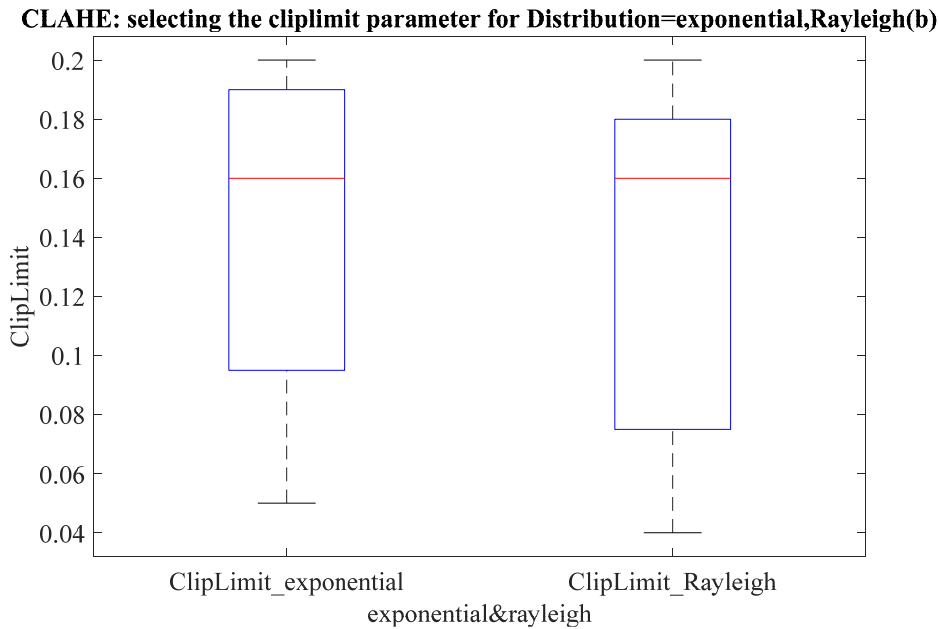 CLAHE: selecting the cliplimit parameter for Distribution=exponential,Rayleigh(b)
0.2
0.18
0.16
0.14
0.12
0.1
0.08
0.06
0.04
ClipLimit
ClipLimit_exponential
ClipLimit_Rayleigh
exponential&rayleigh